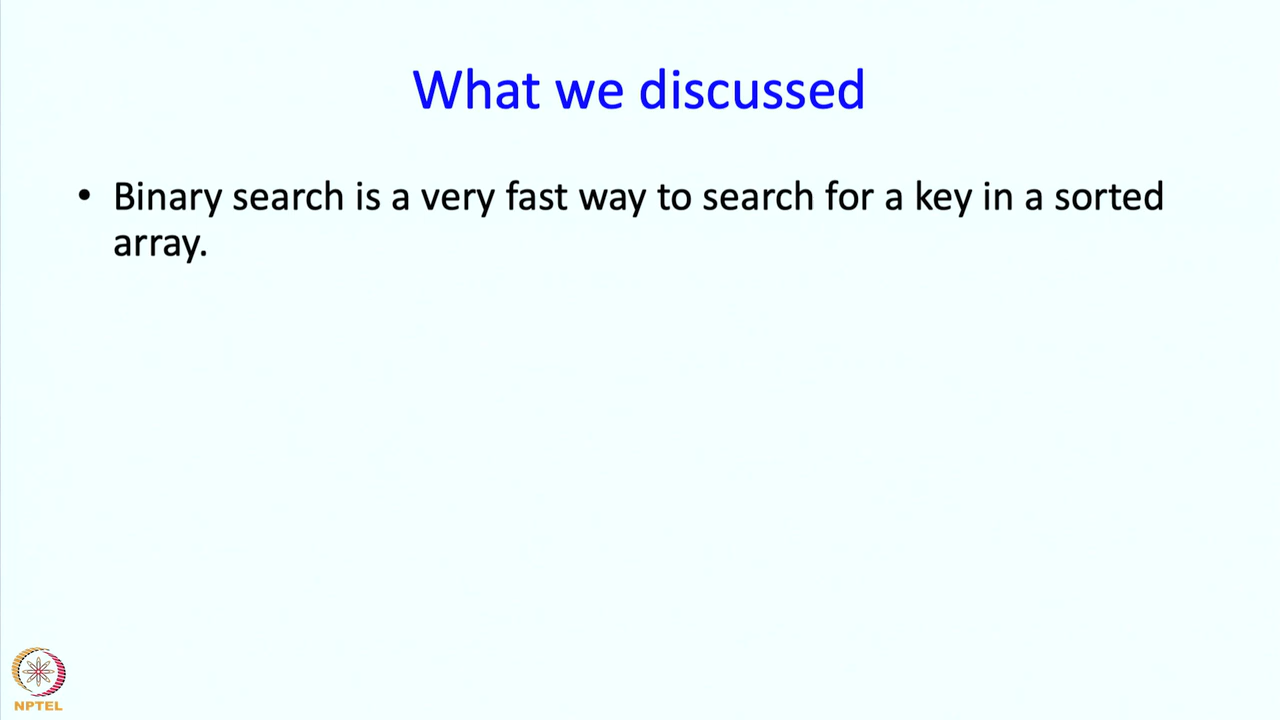 What we discussed
• Binary search is a very fast way to search for a key in a sorted
array.
NPTEL